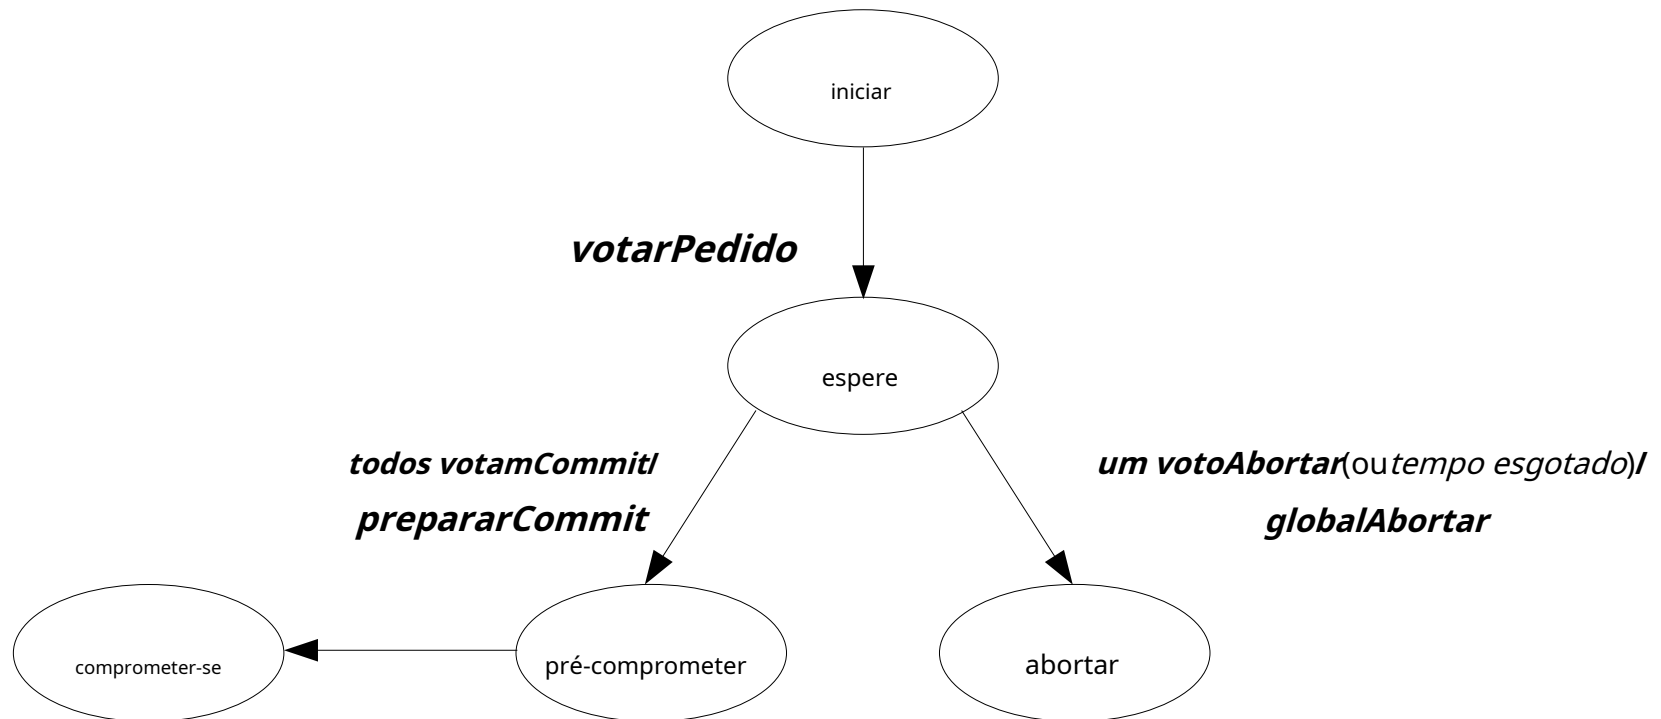 iniciar
votarPedido
espere
todos votamCommit/
um votoAbortar(outempo esgotado)/
prepararCommit
globalAbortar
comprometer-se
pré-comprometer
abortar